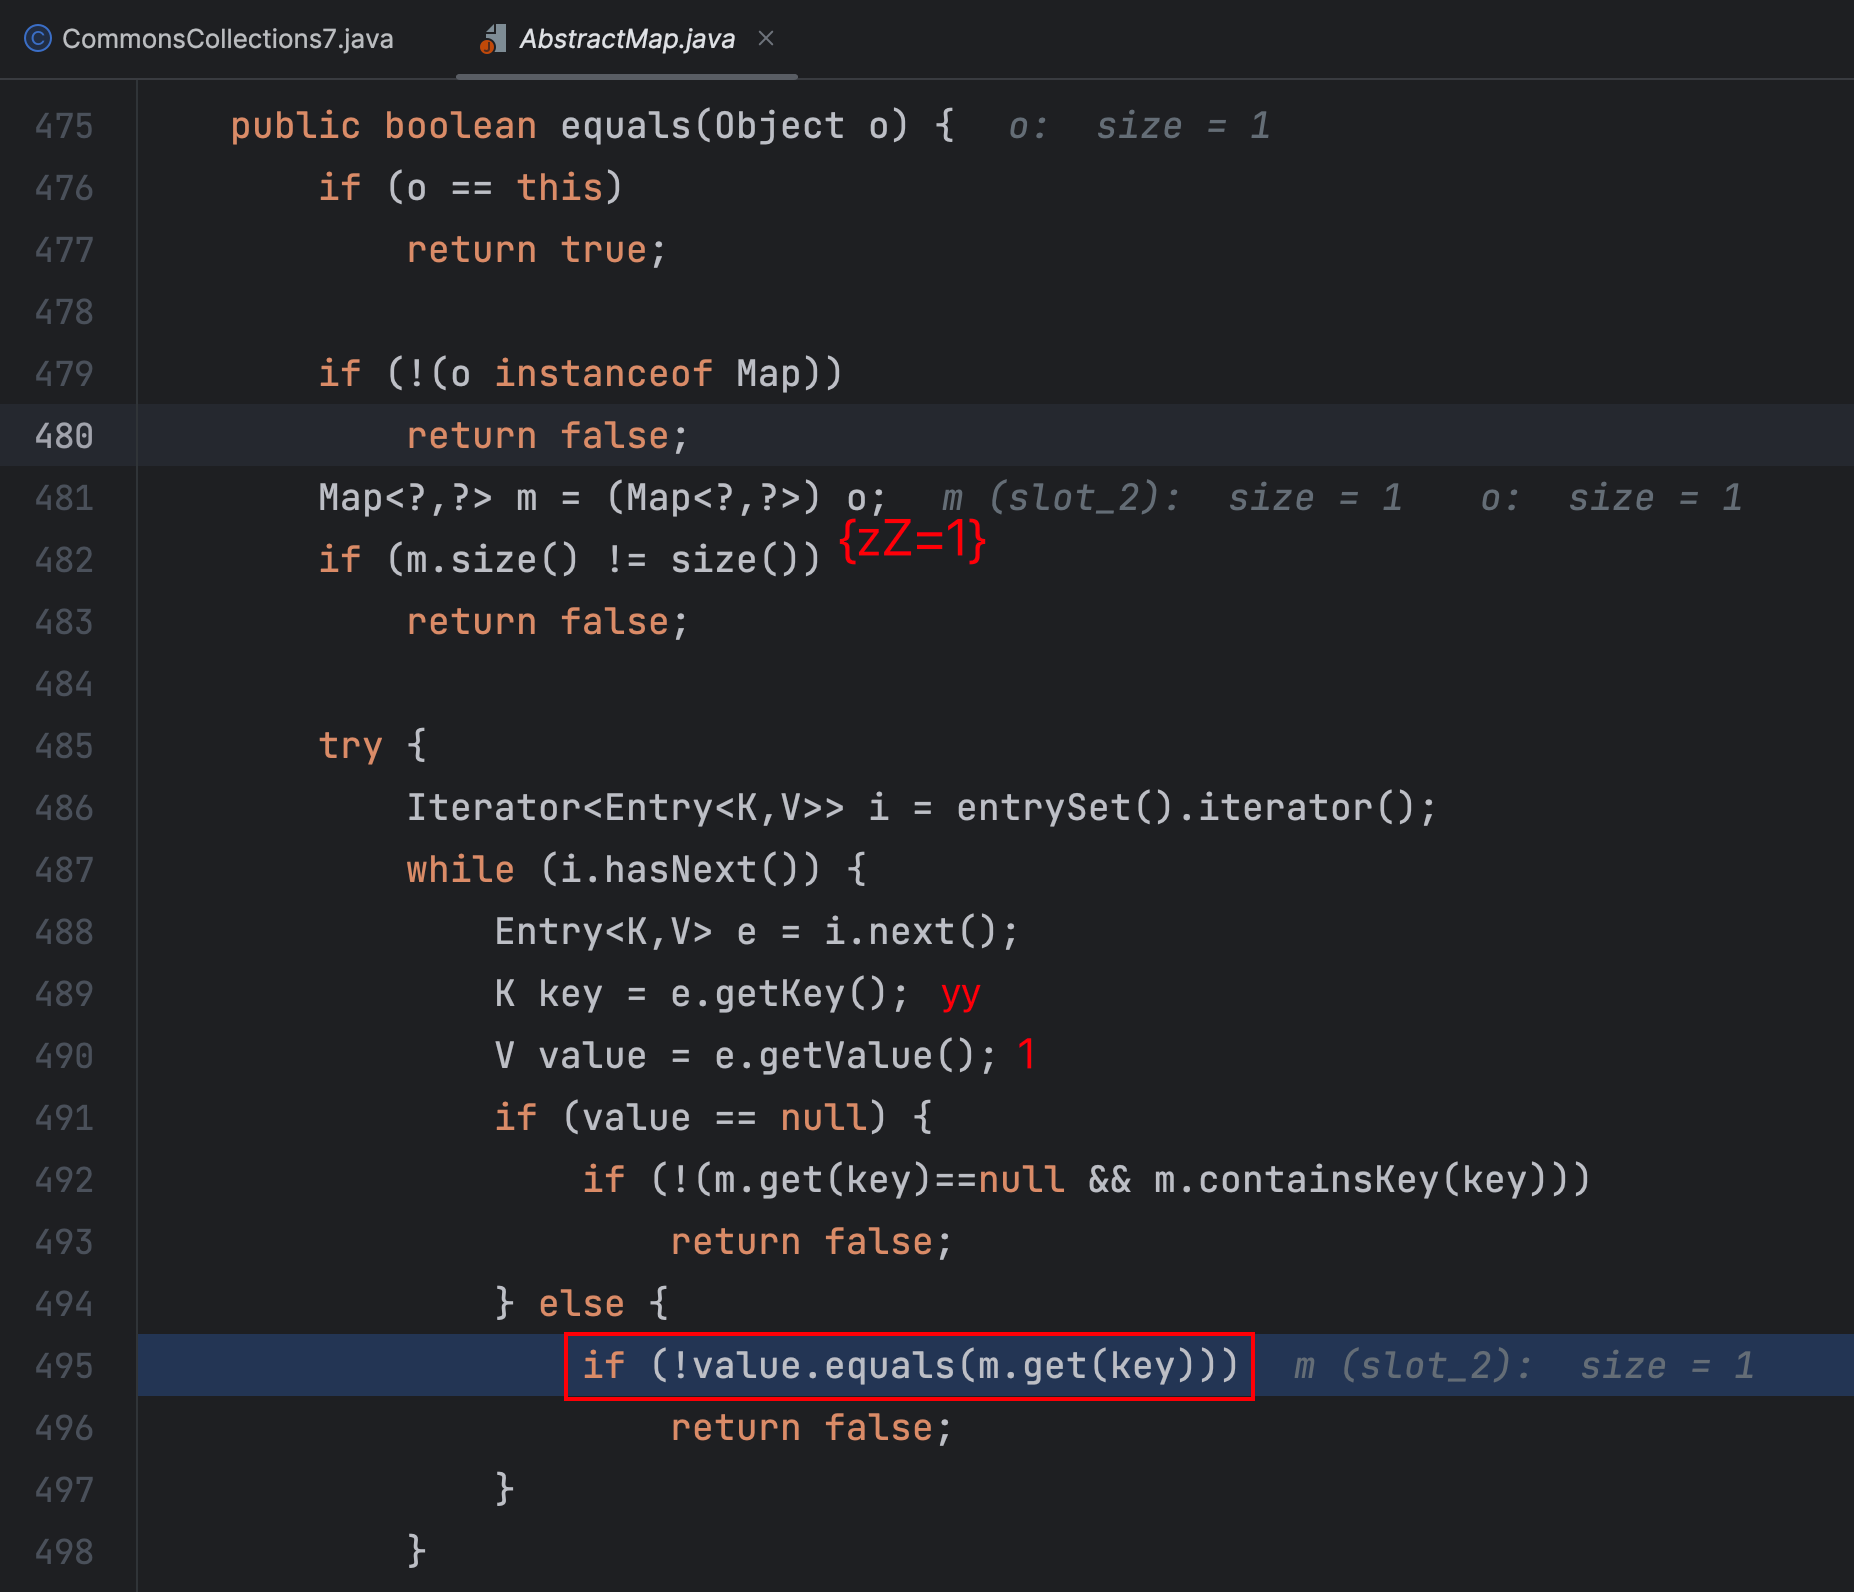 CommonsCollections7.java AbstractMap.java
475 public boolean equals(Object o) { o: size = 1
476 if (o == this)
477 return true;
478
479 if (!(o instanceof Map))
480 return false;
481 Map<?,?> m = (Map<?,?>) o; m (slot_2): size = 1 o: size = 1
482 if (m.size() != size()) {zZ=1}
483 return false;
484
485 try {
486 Iterator<Entry<K,V>> i = entrySet().iterator();
487 while (i.hasNext()) {
488 Entry<K,V> e = i.next();
489 K key = e.getKey(); yy
490 V value = e.getValue(); 1
491 if (value == null) {
492 if (!(m.get(key)==null && m.containsKey(key)))
493 return false;
494 } else {
495 if (!value.equals(m.get(key))) m (slot_2): size = 1
496 return false;
497 }
498 }